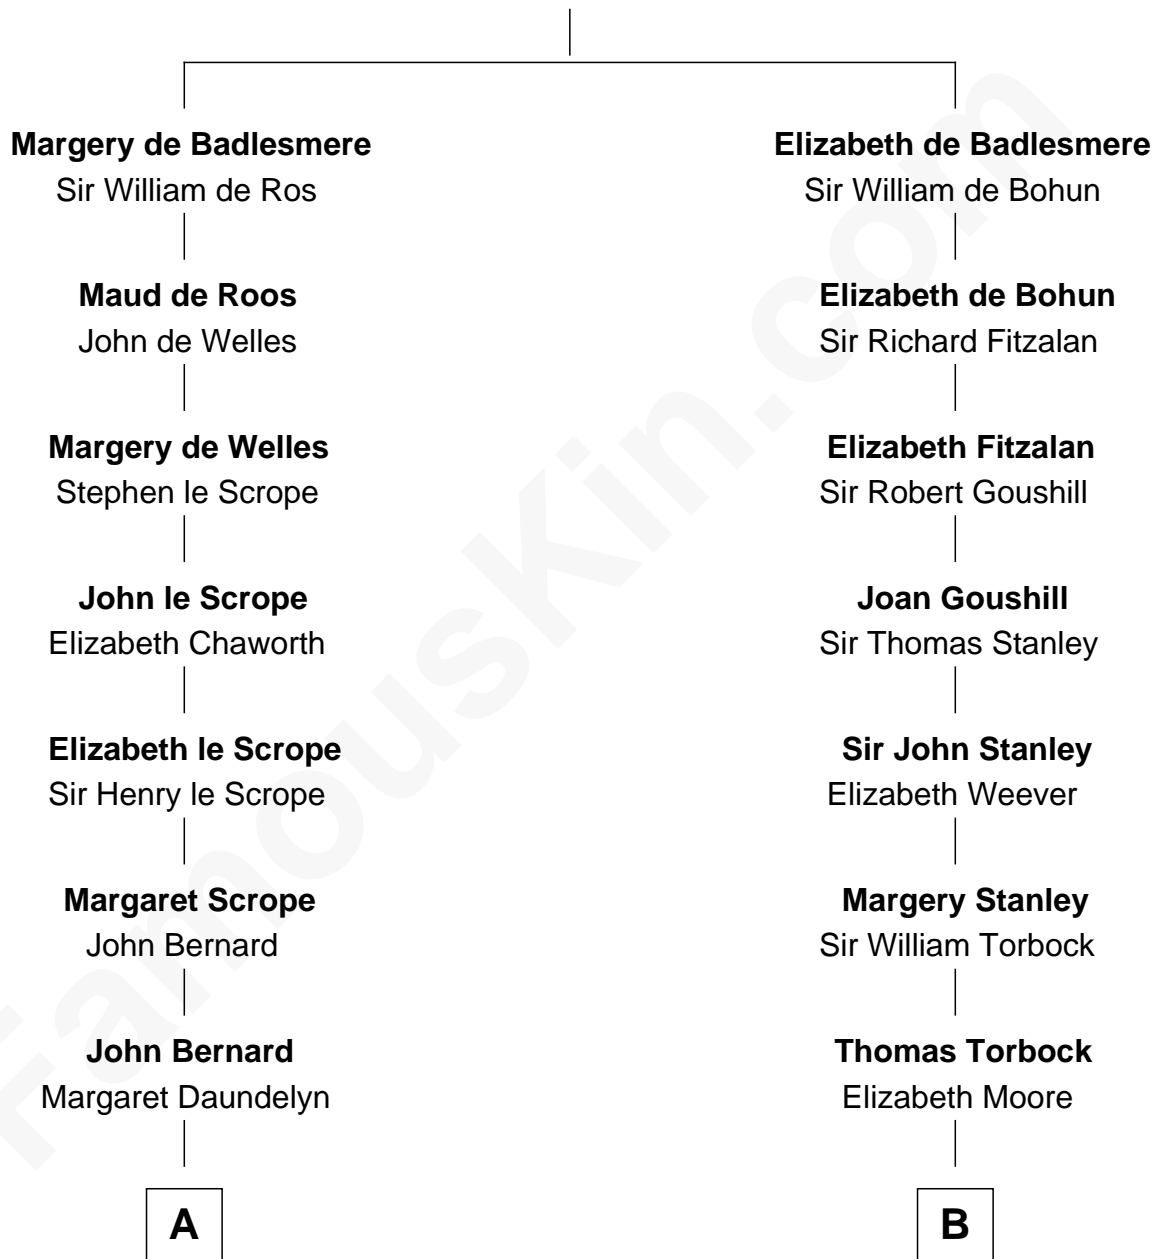 Margery de Badlesmere
Sir William de Ros
Maud de Roos
John de Welles
Margery de Welles
Stephen le Scrope
John le Scrope
Elizabeth Chaworth
Elizabeth le Scrope
Sir Henry le Scrope
Margaret Scrope
John Bernard
John Bernard
Margaret Daundelyn
A
Elizabeth de Badlesmere
Sir William de Bohun
Elizabeth de Bohun
Sir Richard Fitzalan
Elizabeth Fitzalan
Sir Robert Goushill
Joan Goushill
Sir Thomas Stanley
Sir John Stanley
Elizabeth Weever
Margery Stanley
Sir William Torbock
Thomas Torbock
Elizabeth Moore
B
FamousKin.com